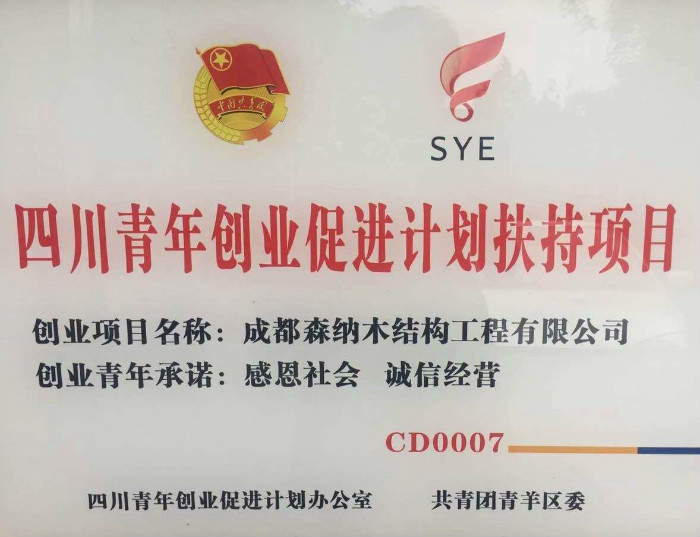 中国共青团
SYE
四川青年创业促进计划扶持项目
创业项目名称：成都森纳木结构工程有限公司
创业青年承诺：感恩社会 诚信经营
CD0007
四川青年创业促进计划办公室 共青团青羊区委